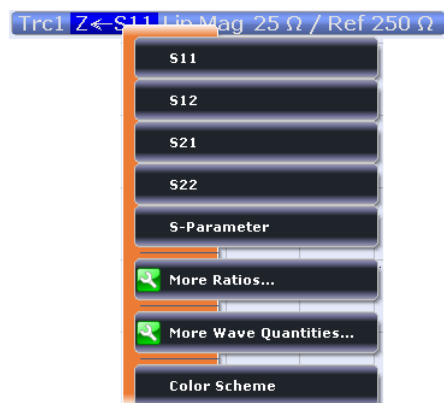 Trc1 Z←S11 Lin Mag 25 Ω / Ref 250 Ω
S11
S12
S21
S22
S-Parameter
More Ratios...
More Wave Quantities...
Color Scheme